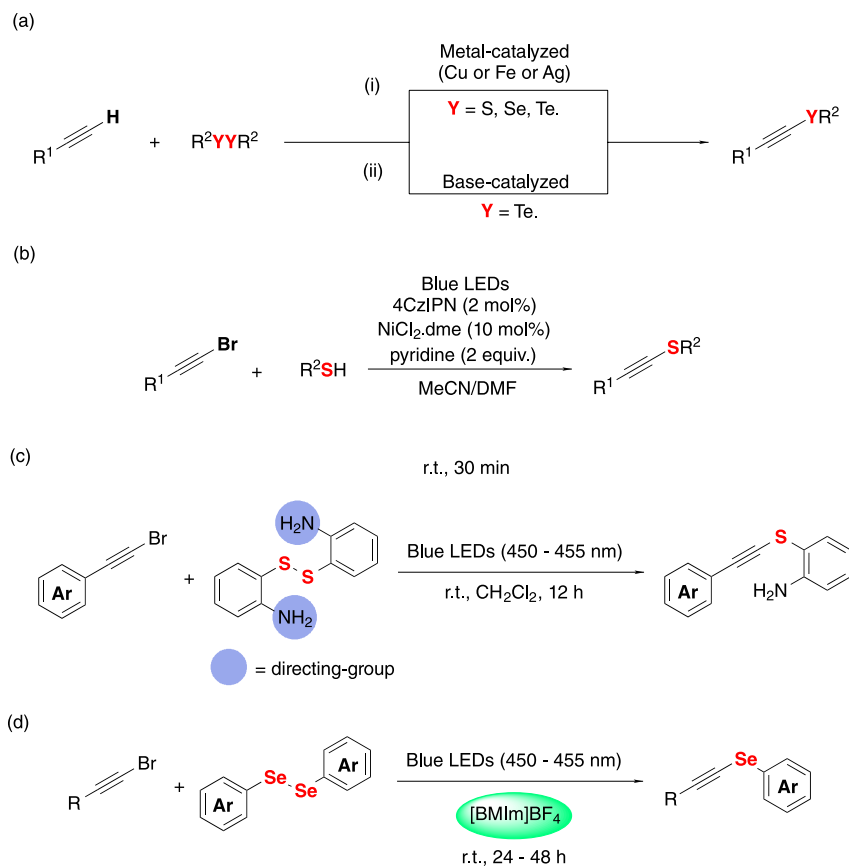 (a)
Metal-catalyzed
(Cu or Fe or Ag)
(i)
Y = S, Se, Te.
H
R¹
+
R²YYR²
YR²
R¹
(ii)
Base-catalyzed
Y = Te.
(b)
Blue LEDs
4CzIPN (2 mol%)
NiCl₂.dme (10 mol%)
pyridine (2 equiv.)
MeCN/DMF
Br
R¹
+
R²SH
SR²
R¹
(c)
r.t., 30 min
Br
Ar
+
H₂N
S
S
NH₂
Blue LEDs (450 - 455 nm)
r.t., CH₂Cl₂, 12 h
S
Ar
H₂N
= directing-group
(d)
Br
R
+
Ar
Se
Se
Ar
Blue LEDs (450 - 455 nm)
[BMIm]BF₄
r.t., 24 - 48 h
Se
Ar
R